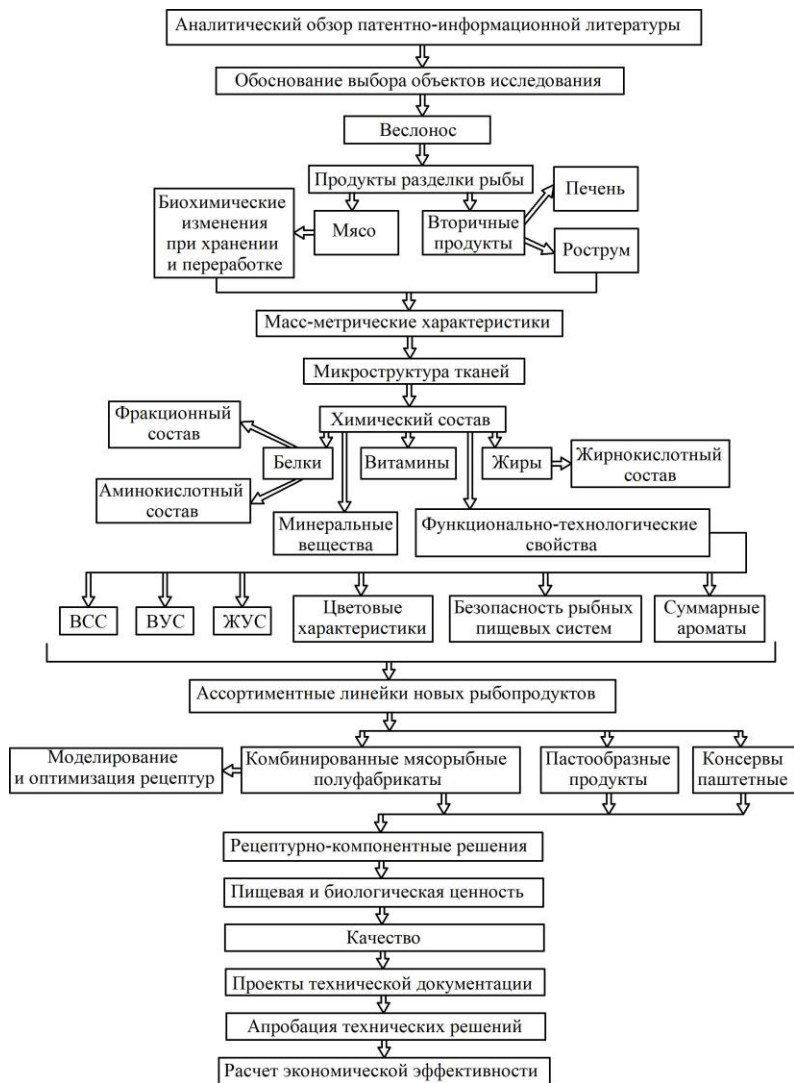 Аналитический обзор патентно-информационной литературы
Обоснование выбора объектов исследования
Веслонос
Продукты разделки рыбы
Печень
Биохимические
изменения
при хранении
и переработке
Мясо
Вторичные
продукты
Рострум
Масс-метрические характеристики
Микроструктура тканей
Химический состав
Фракционный
состав
Белки
Витамины
Жиры
Жирнокислотный
состав
Аминокислотный
состав
Минеральные
вещества
Функционально-технологические
свойства
ВСС
ВУС
ЖУС
Цветовые
характеристики
Безопасность рыбных
пищевых систем
Суммарные
ароматы
Ассортиментные линейки новых рыбопродуктов
Моделирование
и оптимизация рецептур
Комбинированные мясорыбные
полуфабрикаты
Пастообразные
продукты
Консервы
паштетные
Рецептурно-компонентные решения
Пищевая и биологическая ценность
Качество
Проекты технической документации
Апробация технических решений
Расчет экономической эффективности